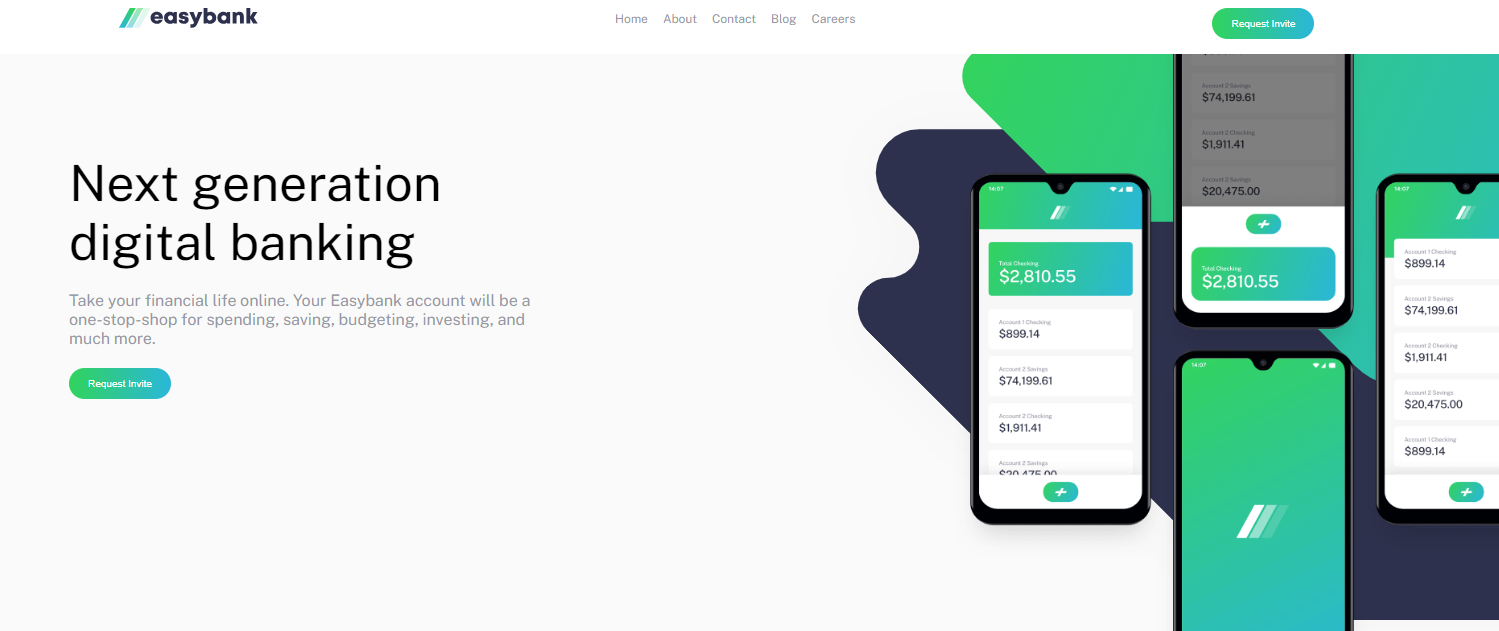 easybank
Home About Contact Blog Careers
Request Invite
Next generation
digital banking
Take your financial life online. Your Easybank account will be a
one-stop-shop for spending, saving, budgeting, investing, and
much more.
Request Invite
14:07
Total Checking
$2,810.55
Account 1 Checking
$899.14
Account 2 Savings
$74,199.61
Account 2 Checking
$1,911.41
Account 2 Savings
$20,475.00
Account 2 Savings
$74,199.61
Account 2 Checking
$1,911.41
Account 2 Savings
$20,475.00
Total Checking
$2,810.55
14:07
14:07
Account 1 Checking
$899.14
Account 2 Savings
$74,199.61
Account 2 Checking
$1,911.41
Account 2 Savings
$20,475.00
Account 1 Checking
$899.14